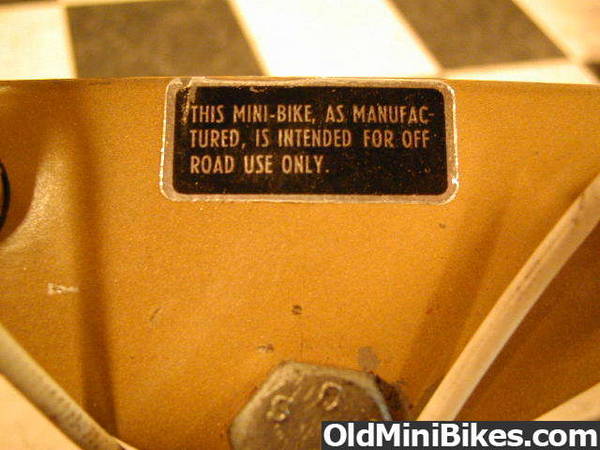 THIS MINI-BIKE, AS MANUFAC-
TURED, IS INTENDED FOR OFF
ROAD USE ONLY.
OldMiniBikes.com